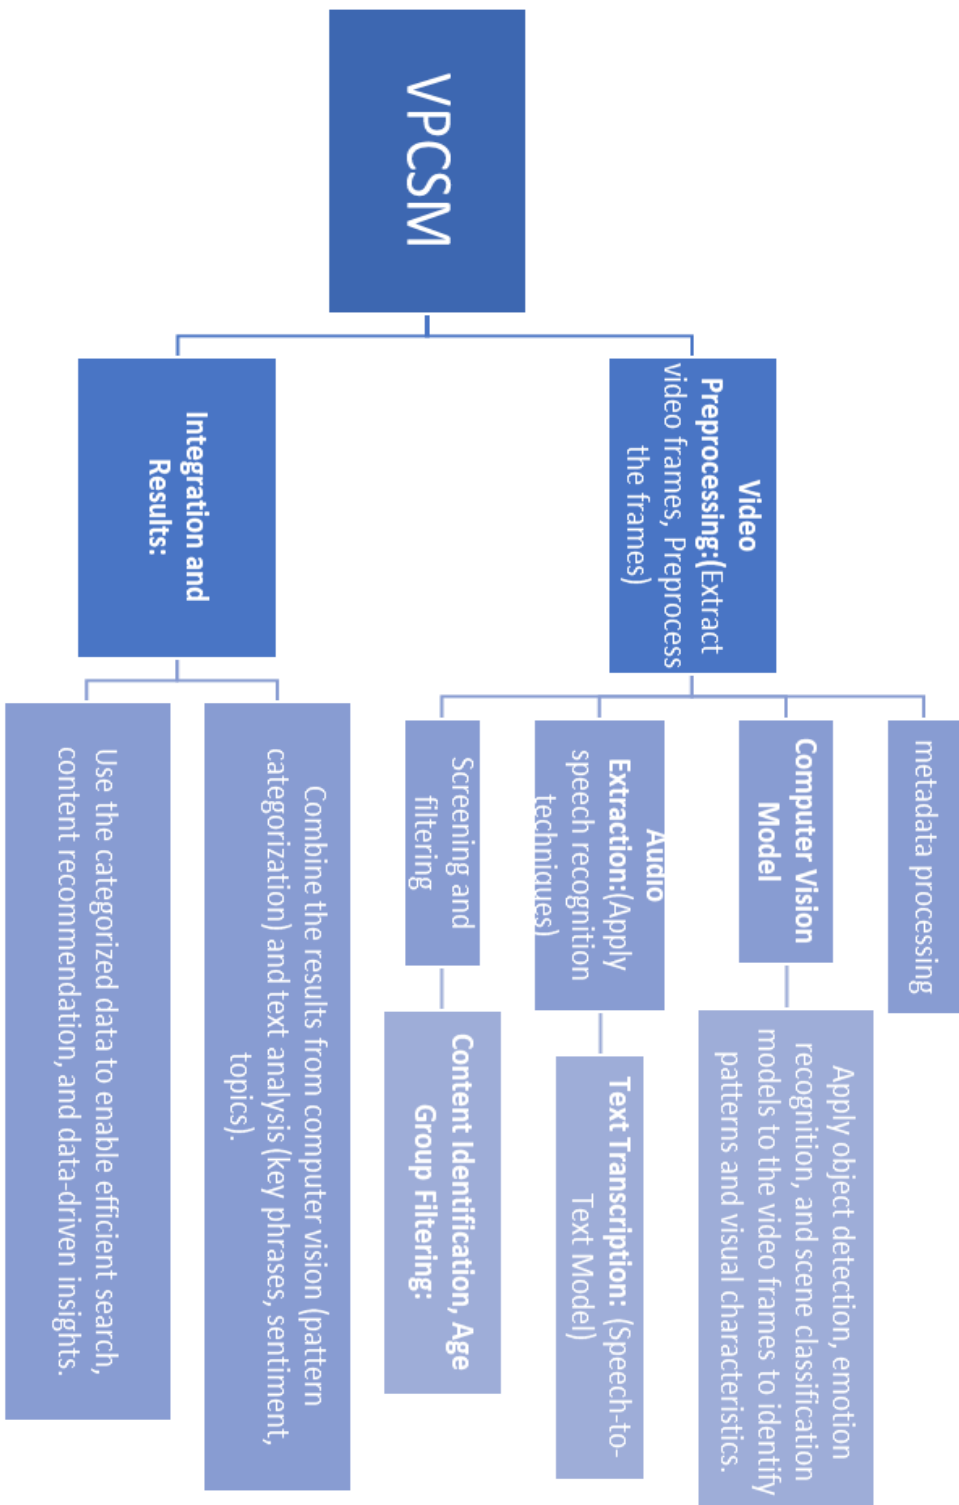 VPCSM
Video
Preprocessing:(Extract
video frames, Preprocess
the frames)
metadata processing
Computer Vision
Model
Apply object detection, emotion
recognition, and scene classification
models to the video frames to identify
patterns and visual characteristics.
Audio
Extraction:(Apply
speech recognition
techniques)
Text Transcription: (Speech-to-
Text Model)
Screening and
filtering
Content Identification, Age
Group Filtering:
Integration and
Results:
Combine the results from computer vision (pattern
categorization) and text analysis (key phrases, sentiment,
topics).
Use the categorized data to enable efficient search,
content recommendation, and data-driven insights.